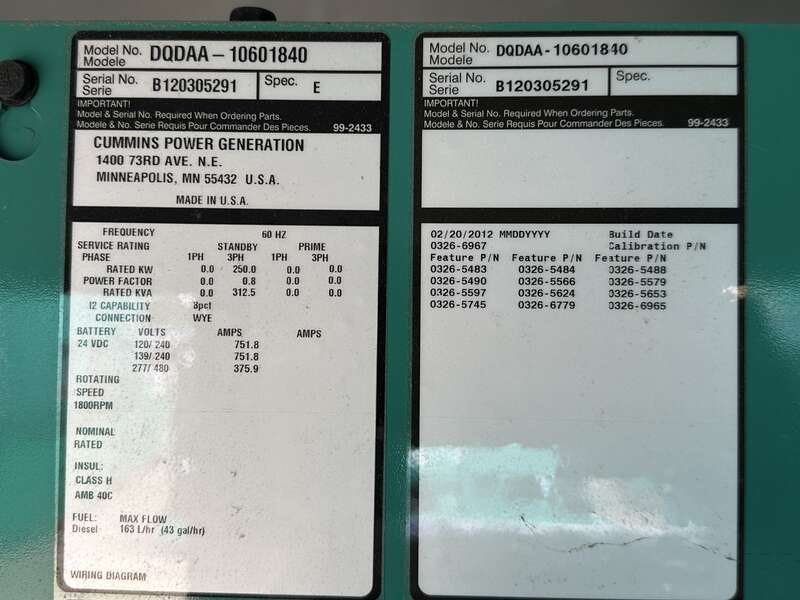 Model No. DQDAA - 10601840
Modele
Serial No. B120305291 Spec. E
Serie
IMPORTANT!
Model & Serial No. Required When Ordering Parts.
Modele & No. Serie Requis Pour Commander Des Pieces. 99-2433
CUMMINS POWER GENERATION
1400 73RD AVE. N.E.
MINNEAPOLIS, MN 55432 U.S.A.
MADE IN U.S.A.
FREQUENCY 60 HZ
SERVICE RATING STANDBY PRIME
PHASE 1PH 3PH 1PH 3PH
RATED KW 0.0 250.0 0.0 0.0
POWER FACTOR 0.0 0.8 0.0 0.0
RATED KVA 0.0 312.5 0.0 0.0
I2 CAPABILITY 8pct
CONNECTION WYE
BATTERY VOLTS AMPS AMPS
24 VDC 120/ 240 751.8
139/ 240 751.8
277/ 480 375.9
ROTATING
SPEED
1800RPM
NOMINAL
RATED
INSUL:
CLASS H
AMB 40C
FUEL: MAX FLOW
Diesel 163 L/hr (43 gal/hr)
WIRING DIAGRAM
Model No. DQDAA - 10601840
Modele
Serial No. B120305291 Spec.
Serie
IMPORTANT!
Model & Serial No. Required When Ordering Parts.
Modele & No. Serie Requis Pour Commander Des Pieces. 99-2433
02/20/2012 MMDDYYYY Build Date
0326-6967 Calibration P/N
Feature P/N Feature P/N Feature P/N
0326-5483 0326-5484 0326-5488
0326-5490 0326-5566 0326-5579
0326-5597 0326-5624 0326-5653
0326-5745 0326-6779 0326-6965